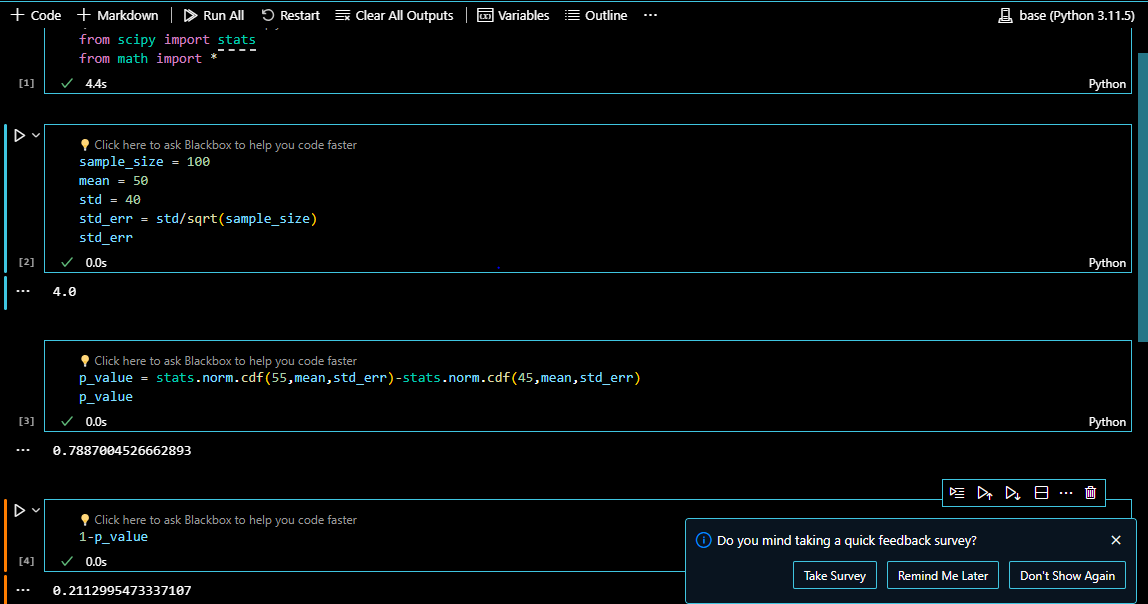 Code Markdown Run All Restart Clear All Outputs Variables Outline ... base (Python 3.11.5)
from scipy import stats
from math import *
[1] 4.4s Python
Click here to ask Blackbox to help you code faster
sample_size = 100
mean = 50
std = 40
std_err = std/sqrt(sample_size)
std_err
[2] 0.0s Python
... 4.0
Click here to ask Blackbox to help you code faster
p_value = stats.norm.cdf(55,mean,std_err)-stats.norm.cdf(45,mean,std_err)
p_value
[3] 0.0s Python
... 0.7887004526662893
Click here to ask Blackbox to help you code faster
1-p_value
[4] 0.0s
... 0.2112995473337107
Do you mind taking a quick feedback survey?
Take Survey Remind Me Later Don't Show Again